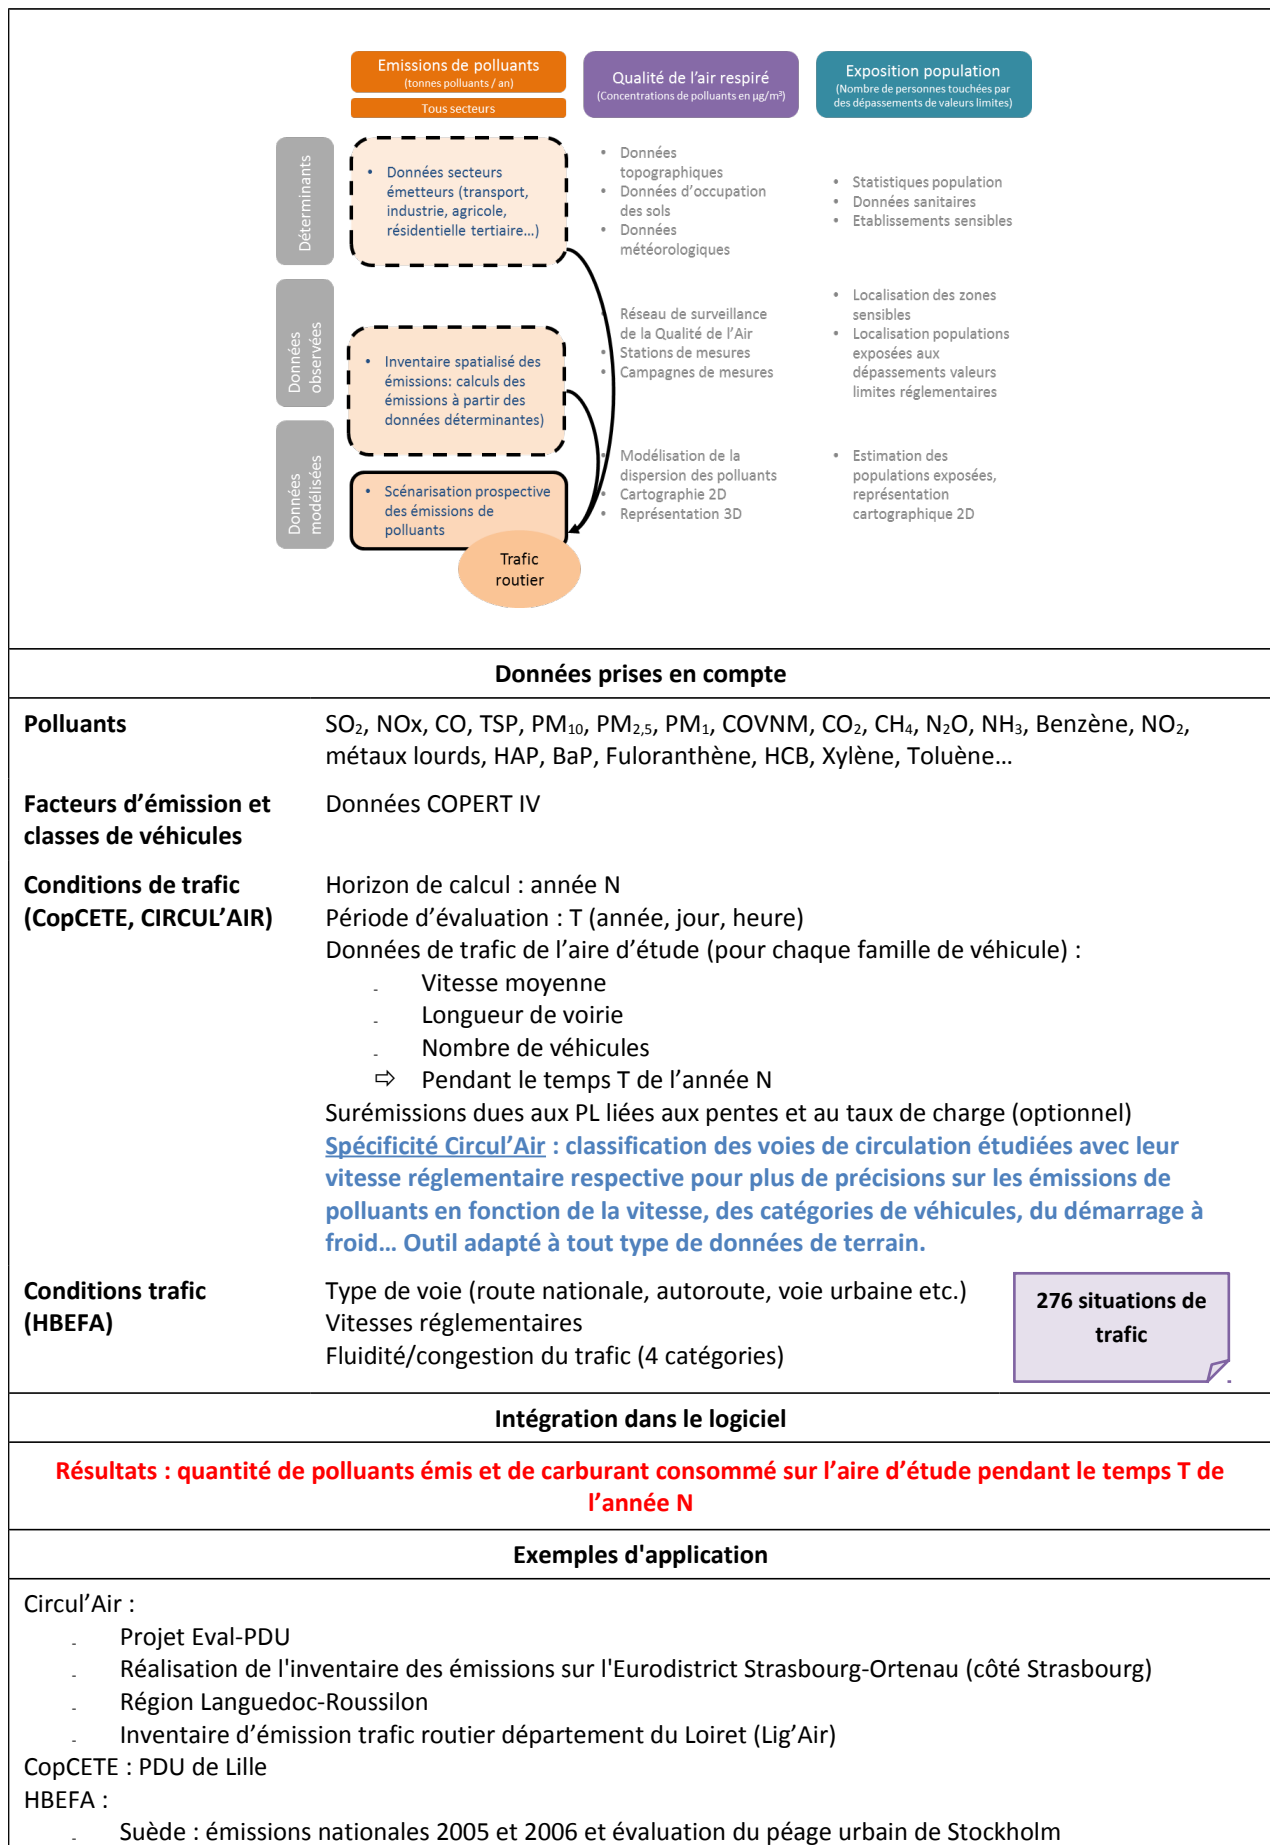 Emissions de polluants
(tonnes polluants / an)
Tous secteurs
Qualité de l'air respiré
(Concentrations de polluants en µg/m³)
Exposition population
(Nombre de personnes touchées par
des dépassements de valeurs limites)
Déterminants
• Données secteurs
émetteurs (transport,
industrie, agricole,
résidentielle tertiaire…)
• Données
topographiques
• Données d'occupation
des sols
• Données
météorologiques
• Statistiques population
• Données sanitaires
• Etablissements sensibles
Données
observées
• Inventaire spatialisé des
émissions: calculs des
émissions à partir des
données déterminantes)
• Réseau de surveillance
de la Qualité de l'Air
• Stations de mesures
• Campagnes de mesures
• Localisation des zones
sensibles
• Localisation populations
exposées aux
dépassements valeurs
limites réglementaires
Données
modélisées
• Scénarisation prospective
des émissions de
polluants
Trafic
routier
• Modélisation de la
dispersion des polluants
• Cartographie 2D
• Représentation 3D
• Estimation des
populations exposées,
représentation
cartographique 2D
Données prises en compte
Polluants
SO₂, NOx, CO, TSP, PM₁₀, PM₂,₅, PM₁, COVNM, CO₂, CH₄, N₂O, NH₃, Benzène, NO₂,
métaux lourds, HAP, BaP, Fuloranthène, HCB, Xylène, Toluène…
Facteurs d'émission et
classes de véhicules
Données COPERT IV
Conditions de trafic
(CopCETE, CIRCUL'AIR)
Horizon de calcul : année N
Période d'évaluation : T (année, jour, heure)
Données de trafic de l'aire d'étude (pour chaque famille de véhicule) :
- Vitesse moyenne
- Longueur de voirie
- Nombre de véhicules
⇨ Pendant le temps T de l'année N
Surémissions dues aux PL liées aux pentes et au taux de charge (optionnel)
Spécificité Circul'Air : classification des voies de circulation étudiées avec leur
vitesse réglementaire respective pour plus de précisions sur les émissions de
polluants en fonction de la vitesse, des catégories de véhicules, du démarrage à
froid… Outil adapté à tout type de données de terrain.
Conditions trafic
(HBEFA)
Type de voie (route nationale, autoroute, voie urbaine etc.)
Vitesses réglementaires
Fluidité/congestion du trafic (4 catégories)
276 situations de
trafic
Intégration dans le logiciel
Résultats : quantité de polluants émis et de carburant consommé sur l'aire d'étude pendant le temps T de
l'année N
Exemples d'application
Circul'Air :
- Projet Eval-PDU
- Réalisation de l'inventaire des émissions sur l'Eurodistrict Strasbourg-Ortenau (côté Strasbourg)
- Région Languedoc-Roussilon
- Inventaire d'émission trafic routier département du Loiret (Lig'Air)
CopCETE : PDU de Lille
HBEFA :
- Suède : émissions nationales 2005 et 2006 et évaluation du péage urbain de Stockholm